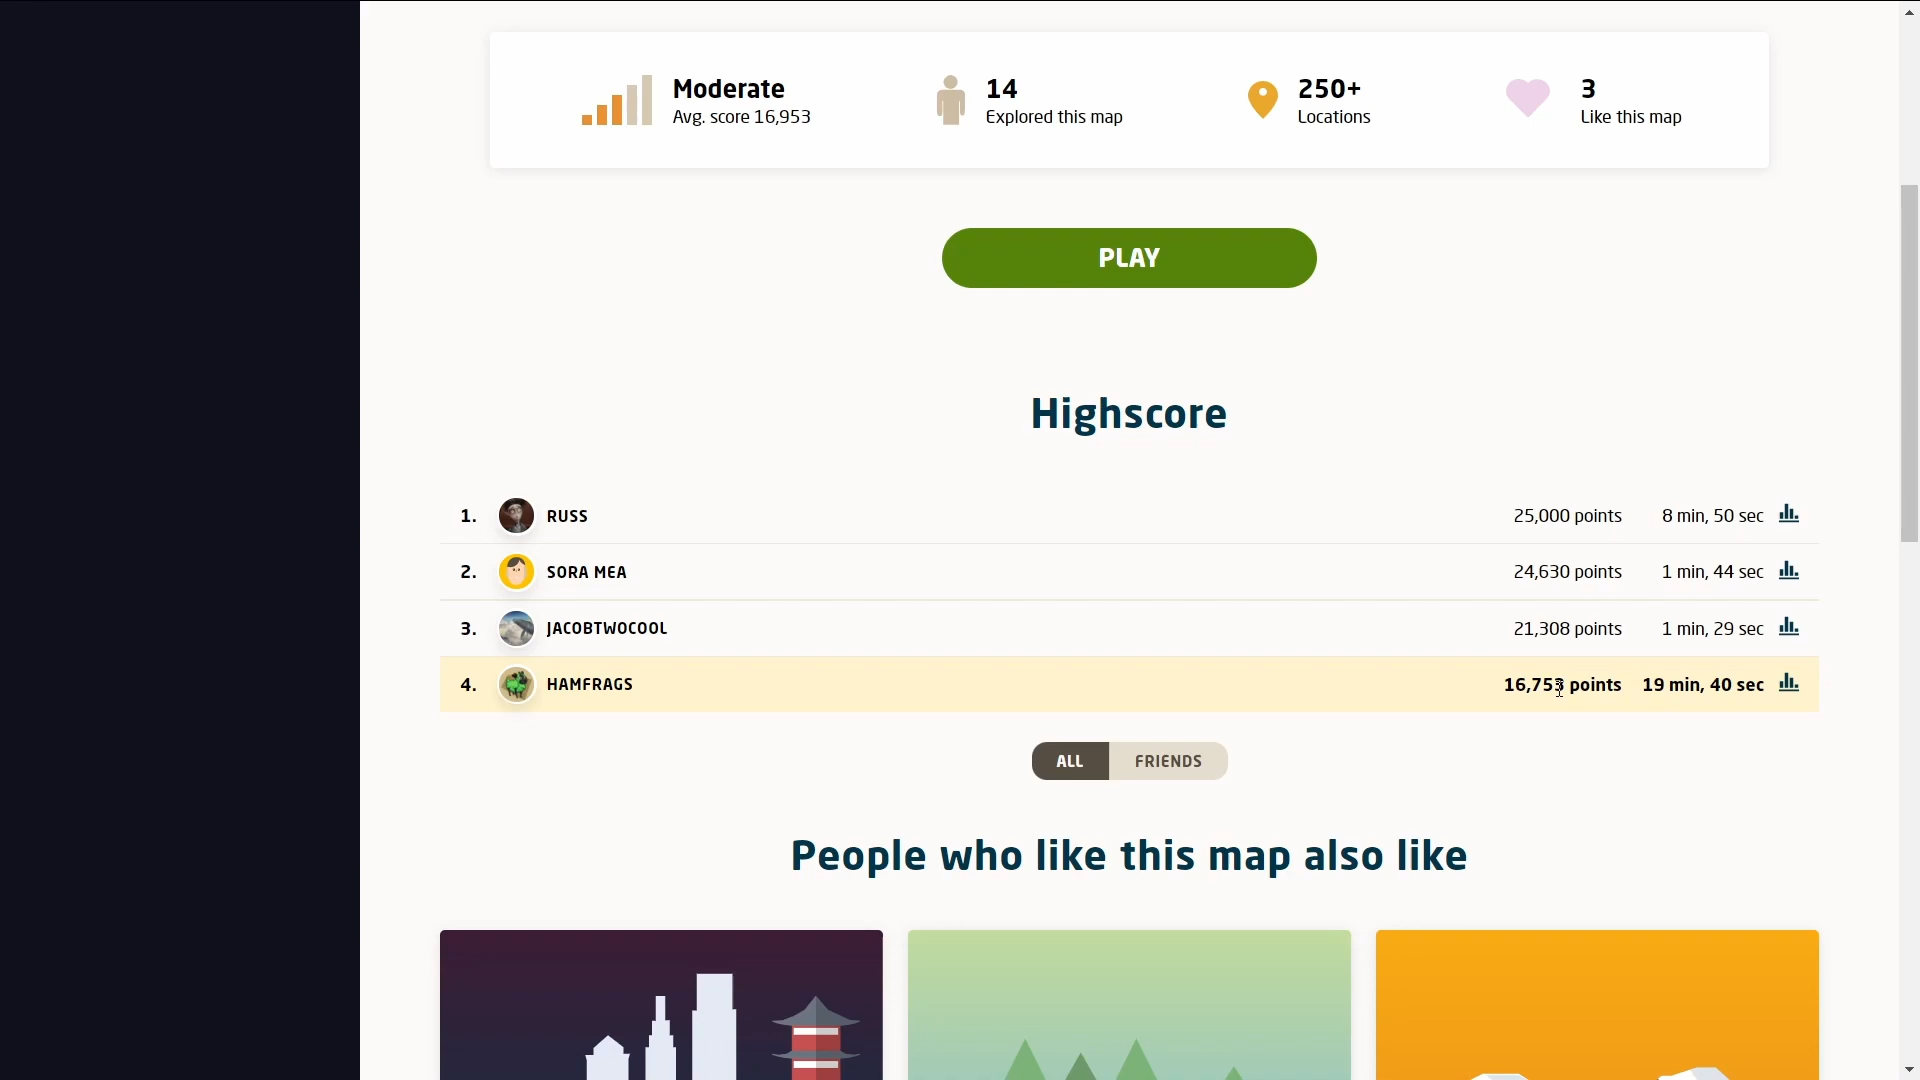 Moderate
Avg. score 16,953
14
Explored this map
250+
Locations
3
Like this map
PLAY
Highscore
1. RUSS 25,000 points 8 min, 50 sec
2. SORA MEA 24,630 points 1 min, 44 sec
3. JACOBTWOCOOL 21,308 points 1 min, 29 sec
4. HAMFRAGS 16,753 points 19 min, 40 sec
ALL FRIENDS
People who like this map also like